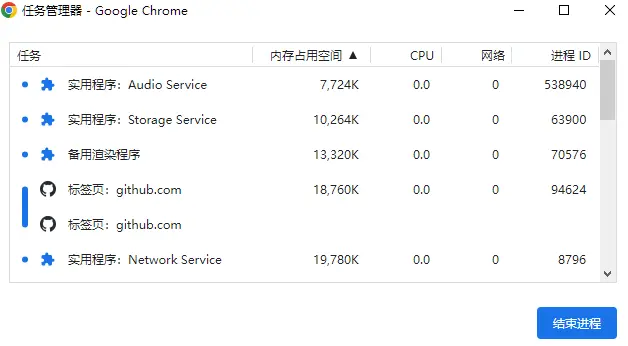 任务管理器 - Google Chrome
任务 内存占用空间 ▲ CPU 网络 进程 ID
实用程序：Audio Service 7,724K 0.0 0 538940
实用程序：Storage Service 10,264K 0.0 0 63900
备用渲染程序 13,320K 0.0 0 70576
标签页：github.com 18,760K 0.0 0 94624
标签页：github.com
实用程序：Network Service 19,780K 0.0 0 8796
结束进程